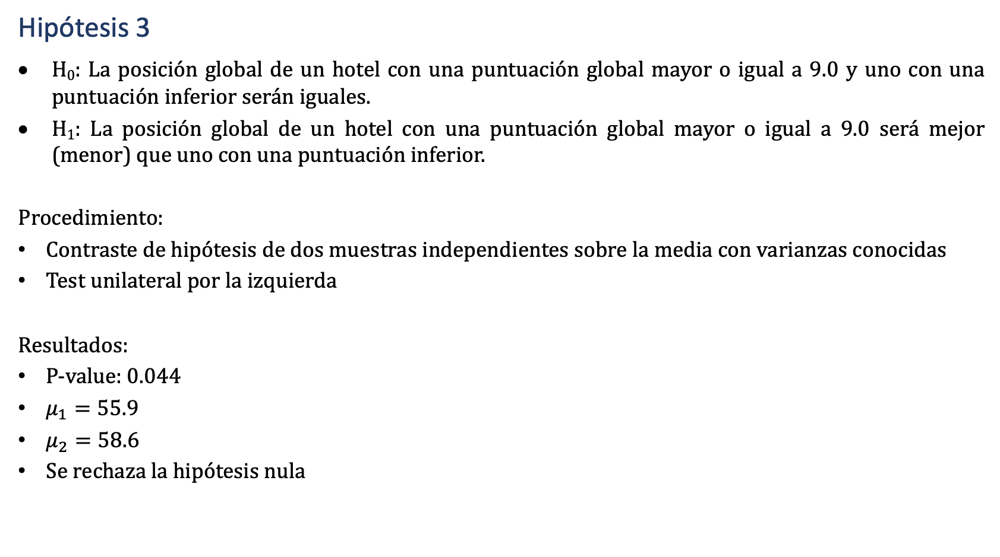 Hipótesis 3
• H₀: La posición global de un hotel con una puntuación global mayor o igual a 9.0 y uno con una
puntuación inferior serán iguales.
• H₁: La posición global de un hotel con una puntuación global mayor o igual a 9.0 será mejor
(menor) que uno con una puntuación inferior.
Procedimiento:
• Contraste de hipótesis de dos muestras independientes sobre la media con varianzas conocidas
• Test unilateral por la izquierda
Resultados:
• P-value: 0.044
• μ₁ = 55.9
• μ₂ = 58.6
• Se rechaza la hipótesis nula